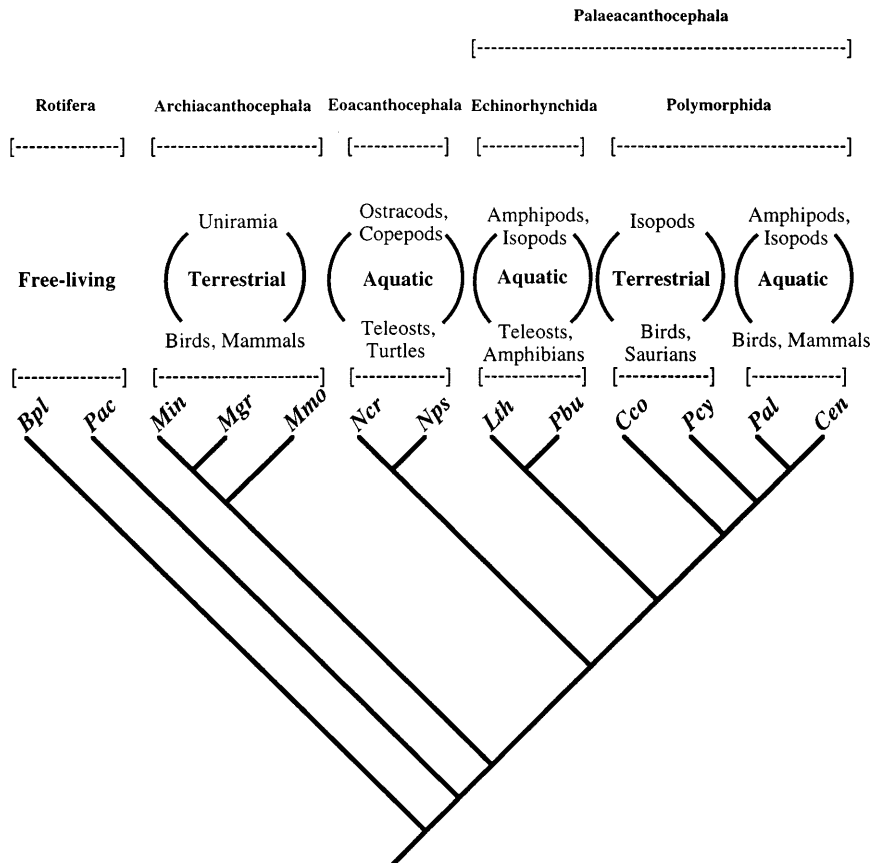 Palaeacanthocephala
[---------------------------------------------]
Rotifera Archiacanthocephala Eoacanthocephala Echinorhynchida Polymorphida
[---------------] [--------------------] [------------] [------------] [----------------------------]
Uniramia
Ostracods,
Copepods
Amphipods,
Isopods
Isopods
Amphipods,
Isopods
Free-living Terrestrial Aquatic Aquatic Terrestrial Aquatic
Birds, Mammals
Teleosts,
Turtles
Teleosts,
Amphibians
Birds,
Saurians
Birds, Mammals
[---------------] [--------------------] [------------] [------------] [------------] [------------]
Bpl Pac Min Mgr Mmo Ncr Nps Lth Pbu Cco Pcy Pal Cen